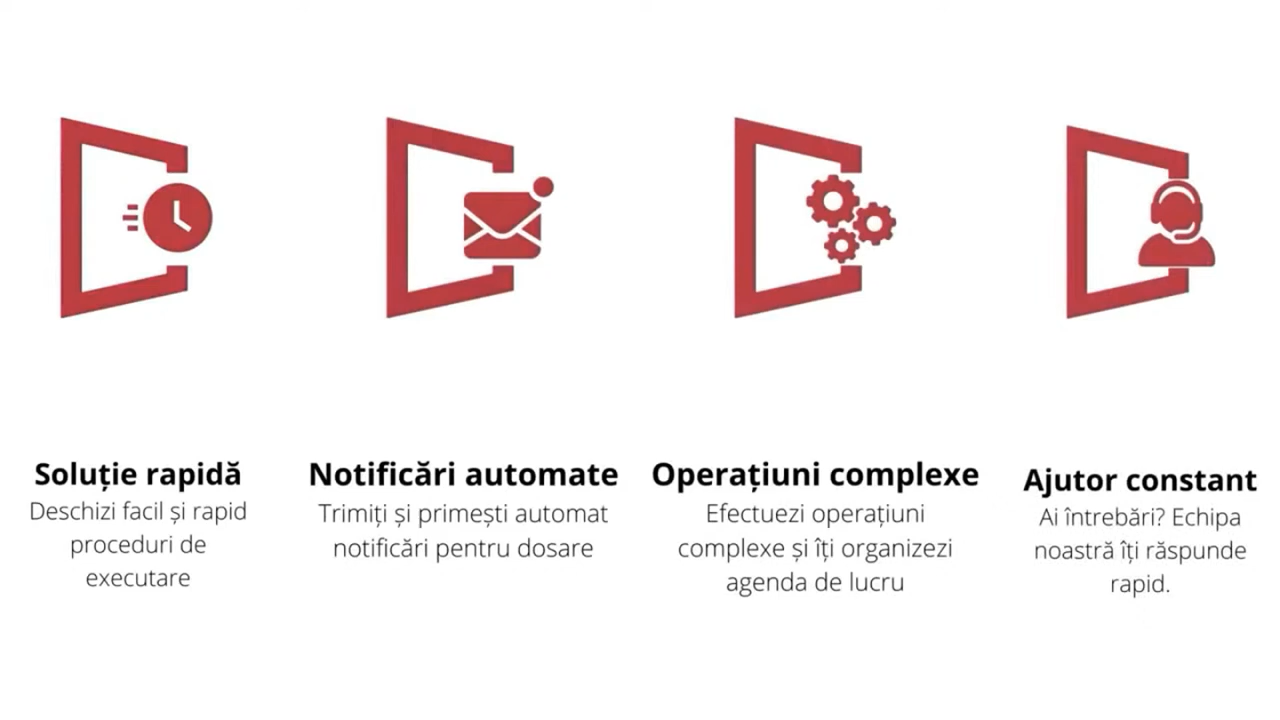 Soluție rapidă
Deschizi facil și rapid
proceduri de
executare
Notificări automate
Trimiți și primești automat
notificări pentru dosare
Operațiuni complexe
Efectuezi operațiuni
complexe și îți organizezi
agenda de lucru
Ajutor constant
Ai întrebări? Echipa
noastră îți răspunde
rapid.